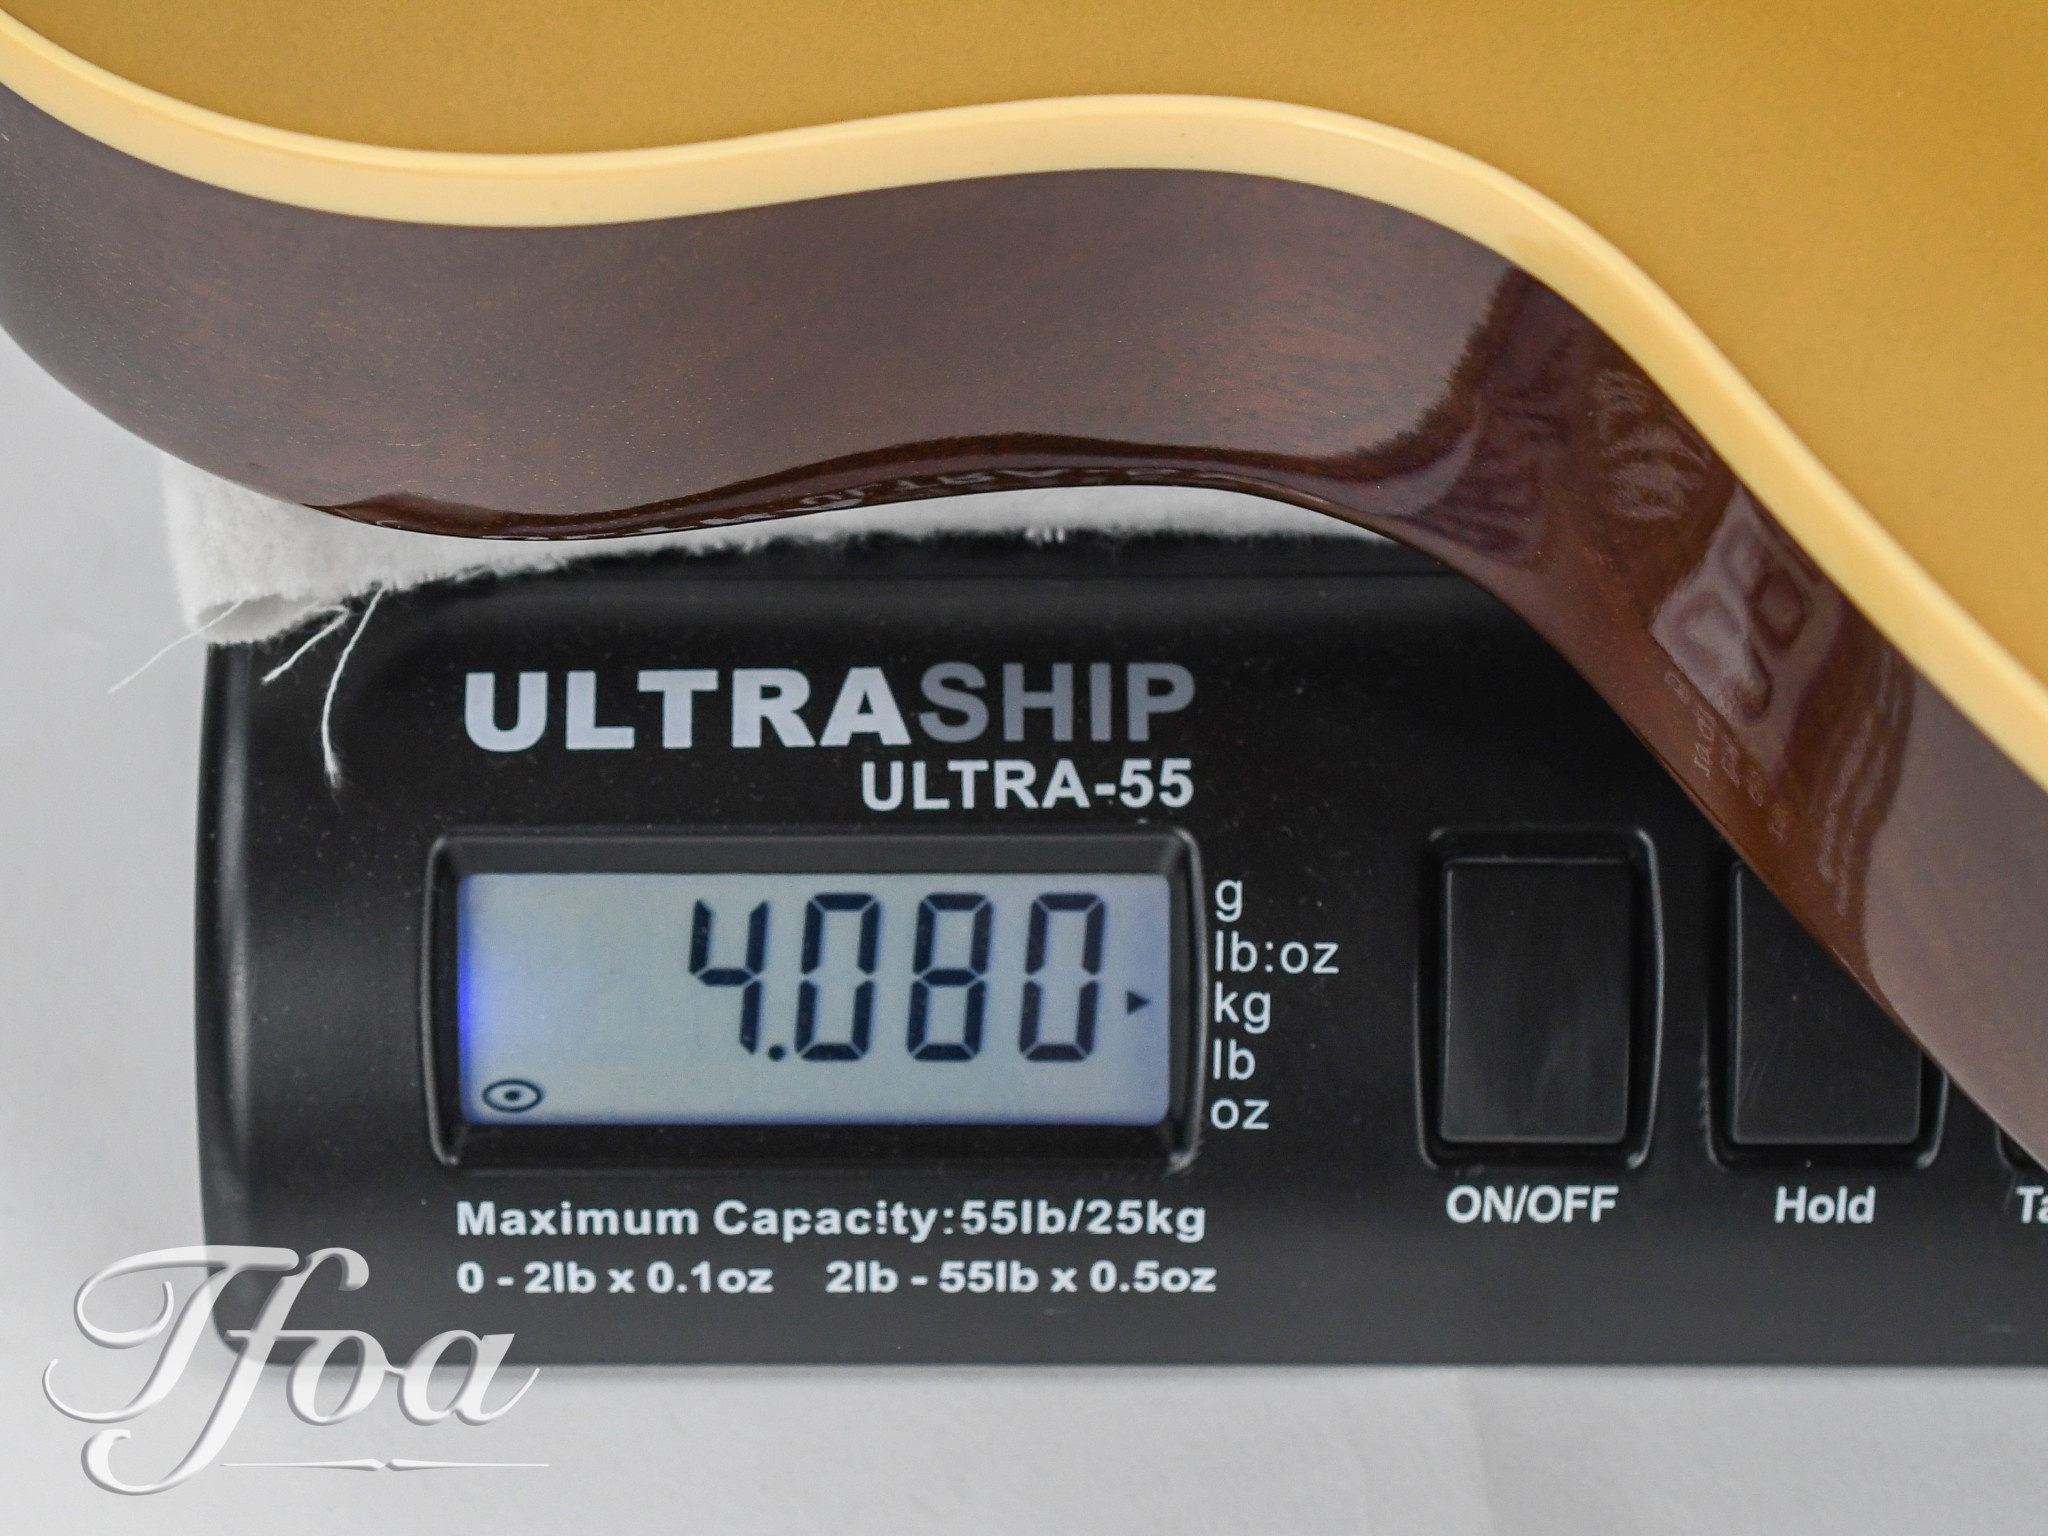 ULTRASHIP
ULTRA-55
4.080
g
lb:oz
kg
lb
oz
ON/OFF
Hold
Maximum Capacity:55lb/25kg
0 - 2lb x 0.1oz 2lb - 55lb x 0.5oz
Tfoa